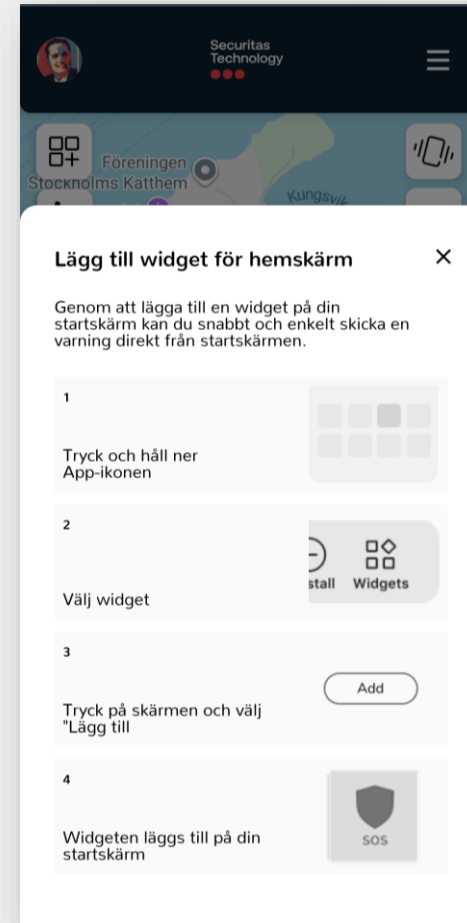 Securitas
Technology
Föreningen
Stockholms Katthem
Kungsvik
Lägg till widget för hemskärm
Genom att lägga till en widget på din
startskärm kan du snabbt och enkelt skicka en
varning direkt från startskärmen.
1
Tryck och håll ner
App-ikonen
2
stall Widgets
Välj widget
3
Add
Tryck på skärmen och välj
"Lägg till
4
SOS
Widgeten läggs till på din
startskärm